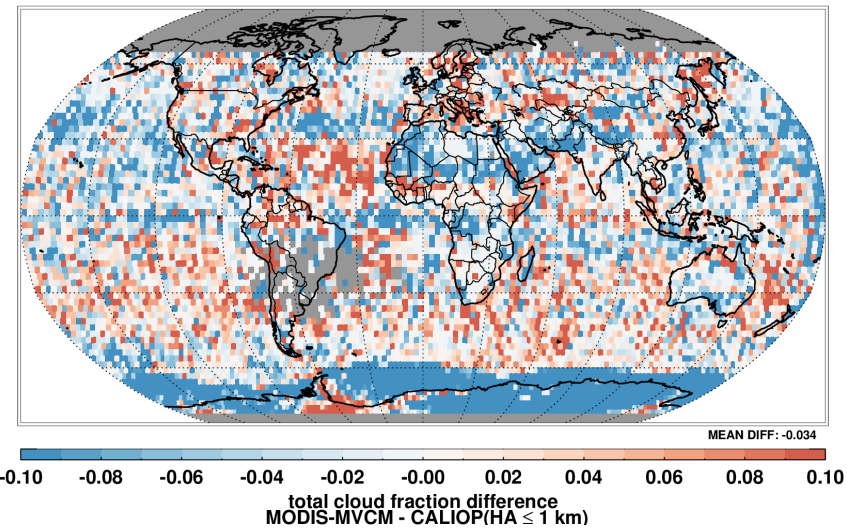 MEAN DIFF: -0.034
-0.10 -0.08 -0.06 -0.04 -0.02 -0.00 0.02 0.04 0.06 0.08 0.10
total cloud fraction difference
MODIS-MVCM - CALIOP(HA ≤ 1 km)